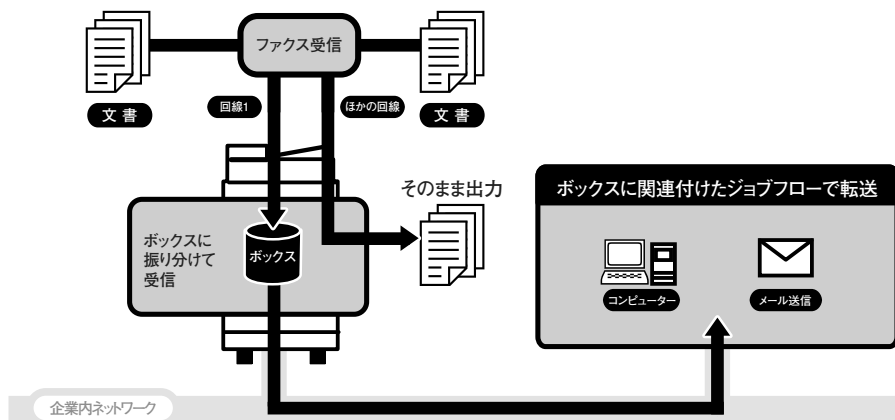 ファクス受信
文書
回線1
ほかの回線
文書
そのまま出力
ボックスに
振り分けて
受信
ボックス
ボックスに関連付けたジョブフローで転送
コンピューター
メール送信
企業内ネットワーク